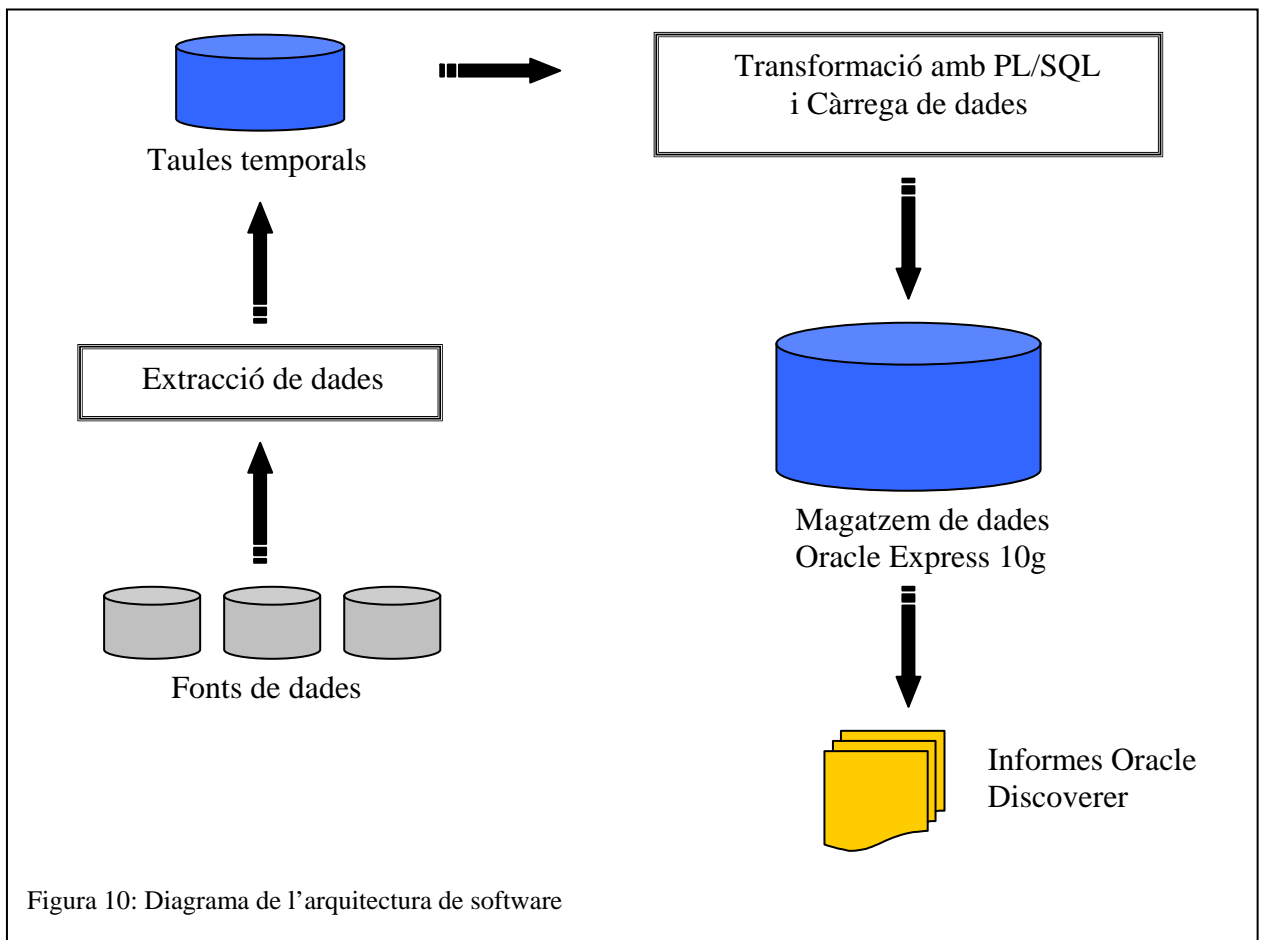 Transformació amb PL/SQL
i Càrrega de dades
Taules temporals
Extracció de dades
Magatzem de dades
Oracle Express 10g
Fonts de dades
Informes Oracle
Discoverer
Figura 10: Diagrama de l’arquitectura de software